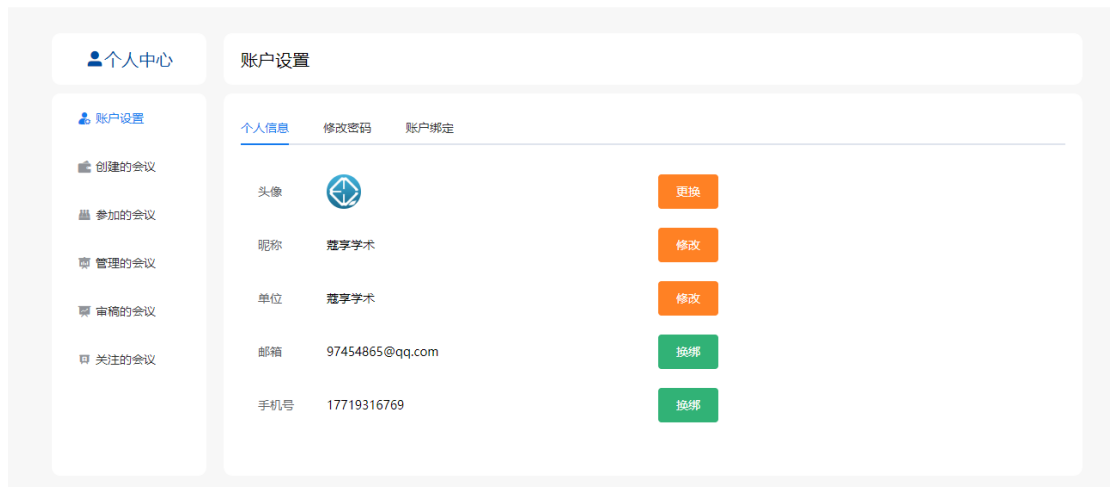 个人中心
账户设置
账户设置
创建的会议
参加的会议
管理的会议
审稿的会议
关注的会议
个人信息 修改密码 账户绑定
头像 更换
昵称 蔻享学术 修改
单位 蔻享学术 修改
邮箱 97454865@qq.com 换绑
手机号 17719316769 换绑